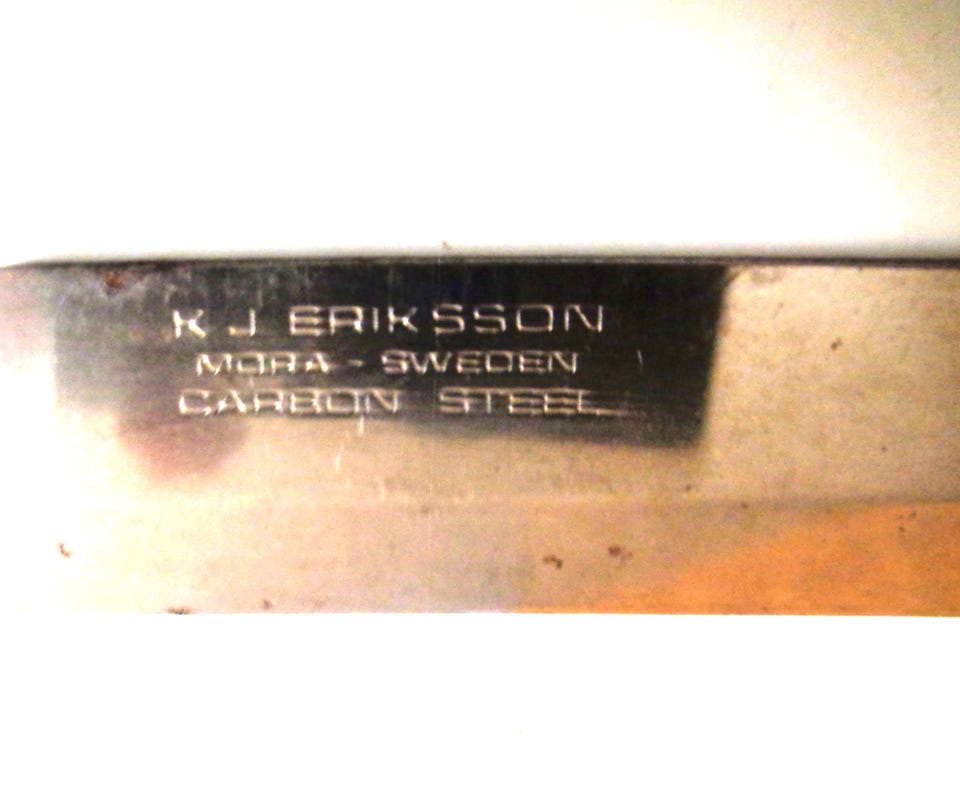 K J ERIKSSON
MORA - SWEDEN
CARBON STEEL